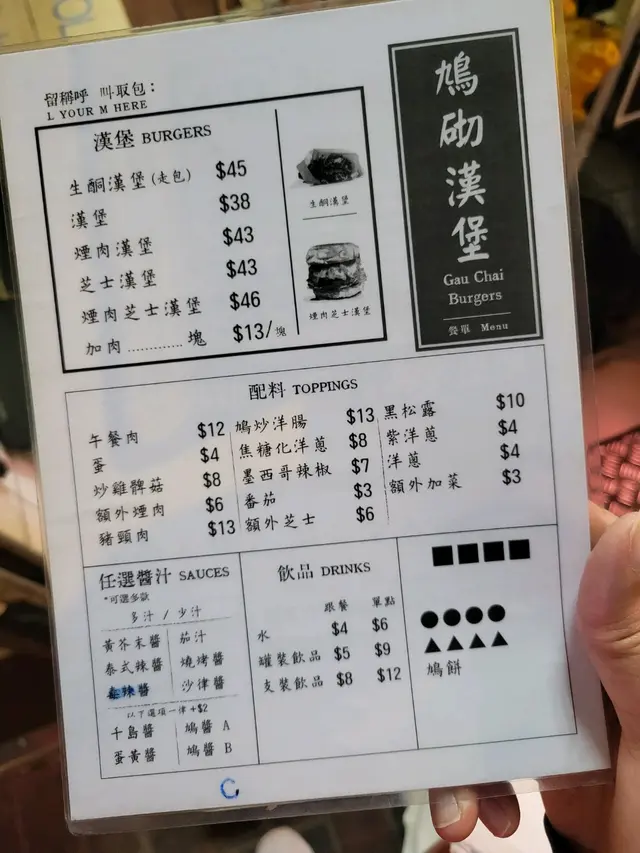 留稱呼 叫取包：
L YOUR M HERE
漢堡 BURGERS
生酮漢堡(走包) $45
漢堡 $38
煙肉漢堡 $43
芝士漢堡 $43
煙肉芝士漢堡 $46
加肉............塊 $13/塊
生酮漢堡
煙肉芝士漢堡
鳩砌漢堡
Gau Chai
Burgers
餐單 Menu
配料 TOPPINGS
午餐肉 $12
蛋 $4
炒雞髀菇 $8
額外煙肉 $6
豬頸肉 $13
鳩炒洋腸 $13
焦糖化洋蔥 $8
墨西哥辣椒 $7
番茄 $3
額外芝士 $6
黑松露 $10
紫洋蔥 $4
洋蔥 $4
額外加菜 $3
任選醬汁 SAUCES
*可選多款
多汁 / 少汁
黃芥末醬 茄汁
泰式辣醬 燒烤醬
辣醬 沙律醬
以下選項一律+$2
千島醬 鳩醬 A
蛋黃醬 鳩醬 B
飲品 DRINKS
跟餐 單點
水 $4 $6
罐裝飲品 $5 $9
支裝飲品 $8 $12
■■■■
●●●●
▲▲▲▲
鳩餅
C